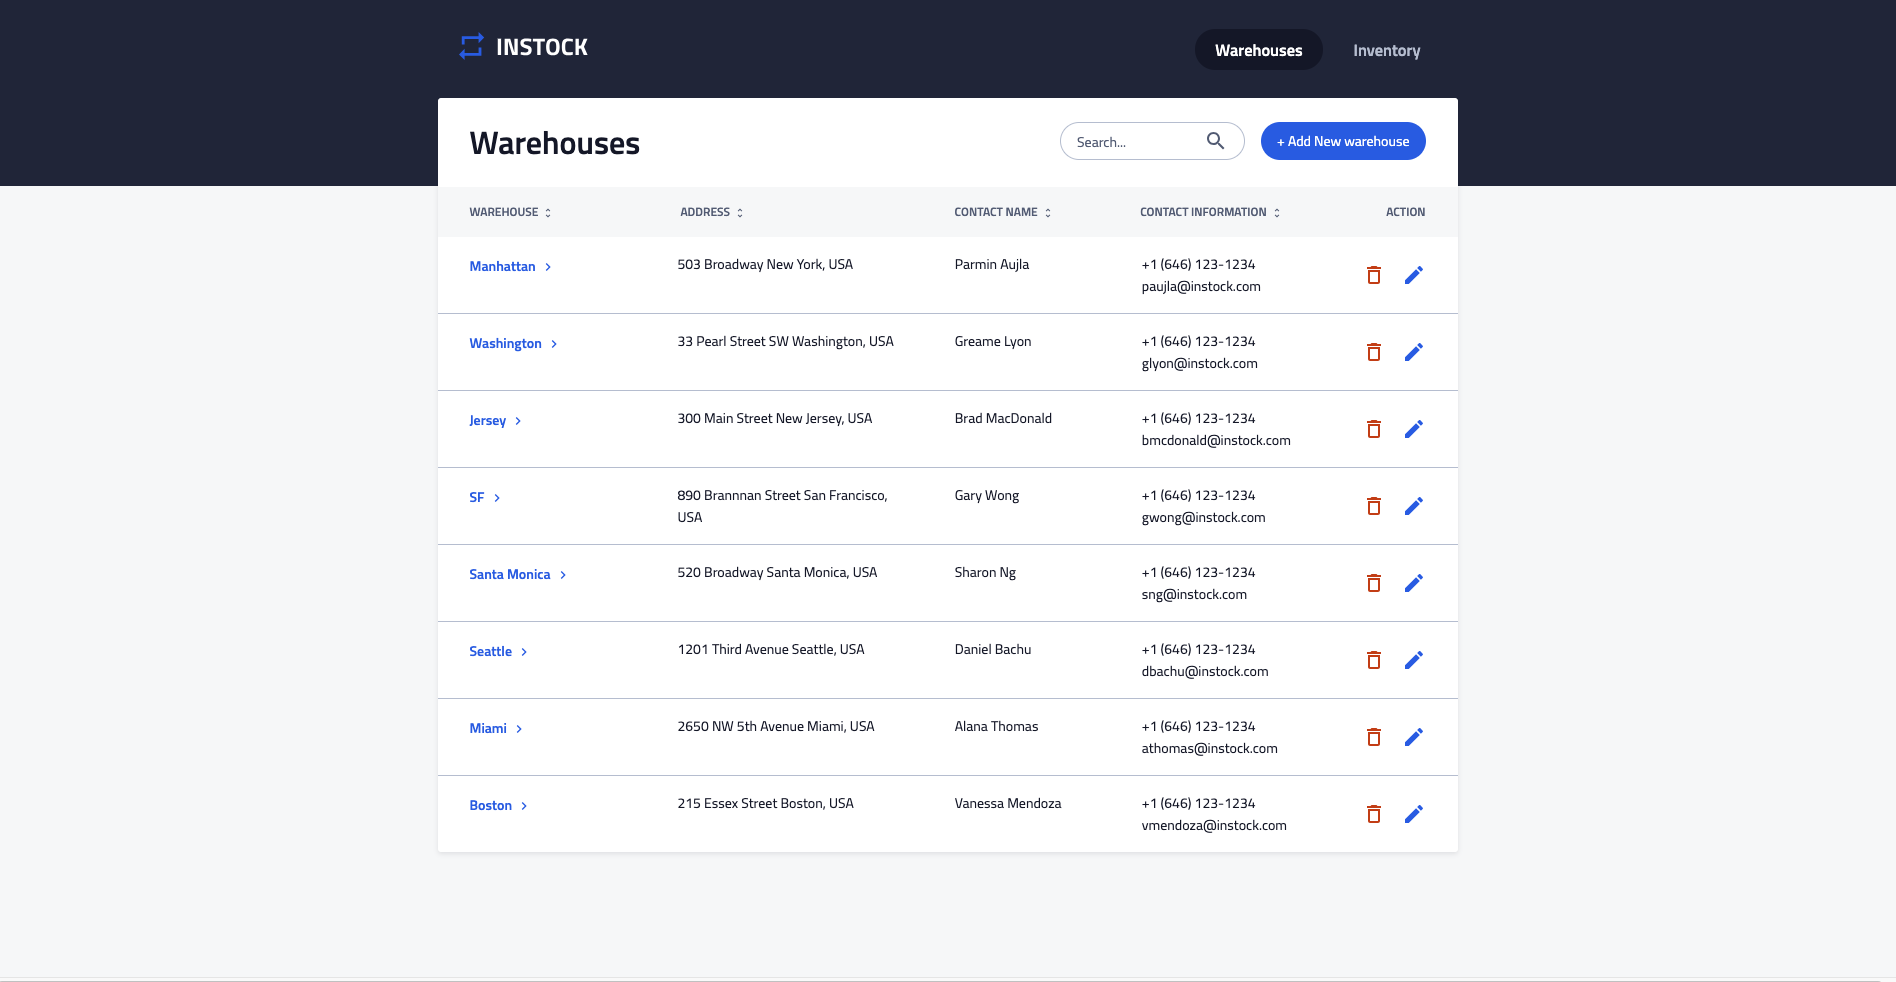 INSTOCK
Warehouses
Inventory
Warehouses
Search...
+ Add New warehouse
WAREHOUSE
ADDRESS
CONTACT NAME
CONTACT INFORMATION
ACTION
Manhattan
503 Broadway New York, USA
Parmin Aujla
+1 (646) 123-1234
paujla@instock.com
Washington
33 Pearl Street SW Washington, USA
Greame Lyon
+1 (646) 123-1234
glyon@instock.com
Jersey
300 Main Street New Jersey, USA
Brad MacDonald
+1 (646) 123-1234
bmcdonald@instock.com
SF
890 Brannnan Street San Francisco,
USA
Gary Wong
+1 (646) 123-1234
gwong@instock.com
Santa Monica
520 Broadway Santa Monica, USA
Sharon Ng
+1 (646) 123-1234
sng@instock.com
Seattle
1201 Third Avenue Seattle, USA
Daniel Bachu
+1 (646) 123-1234
dbachu@instock.com
Miami
2650 NW 5th Avenue Miami, USA
Alana Thomas
+1 (646) 123-1234
athomas@instock.com
Boston
215 Essex Street Boston, USA
Vanessa Mendoza
+1 (646) 123-1234
vmendoza@instock.com